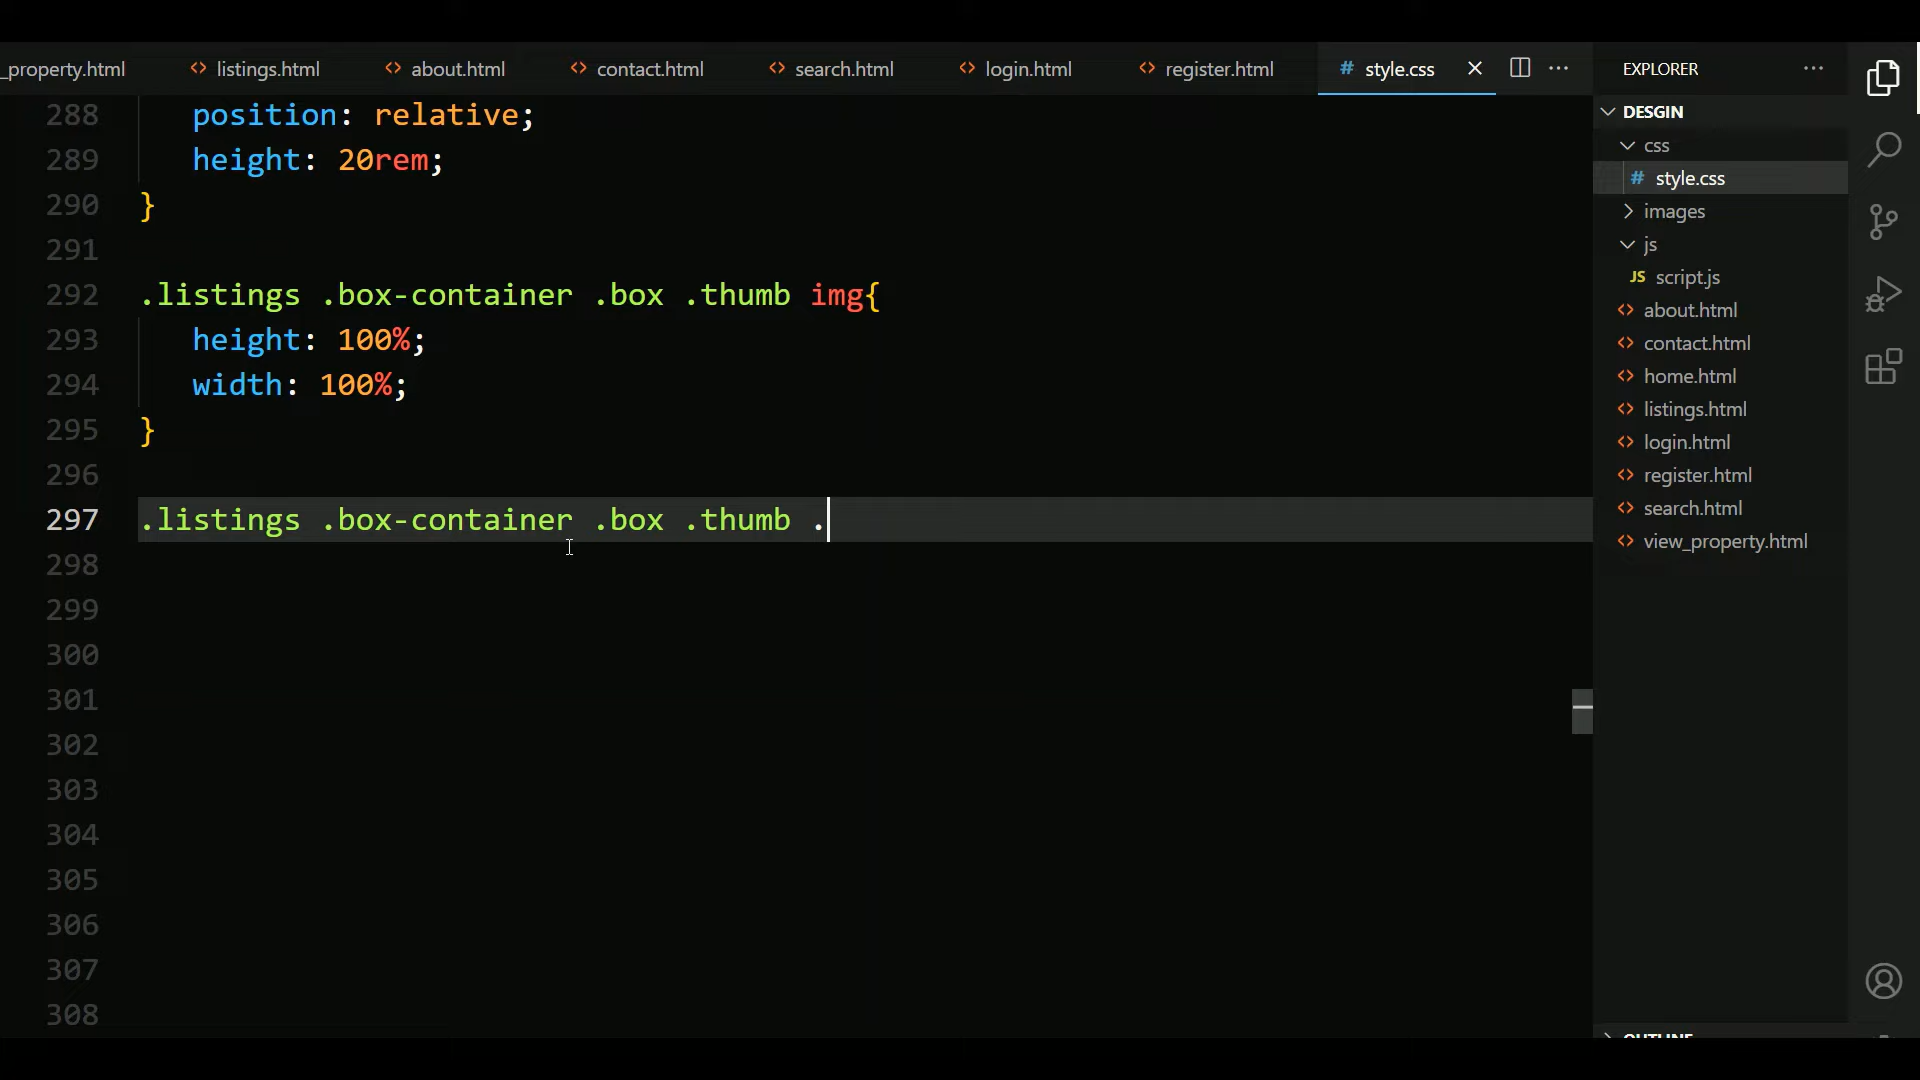 _property.html listings.html about.html contact.html search.html login.html register.html # style.css
288 position: relative;
289 height: 20rem;
290 }
291
292 .listings .box-container .box .thumb img{
293 height: 100%;
294 width: 100%;
295 }
296
297 .listings .box-container .box .thumb .
298
299
300
301
302
303
304
305
306
307
308
EXPLORER
DESGIN
css
# style.css
images
js
JS script.js
about.html
contact.html
home.html
listings.html
login.html
register.html
search.html
view_property.html
OUTLINE